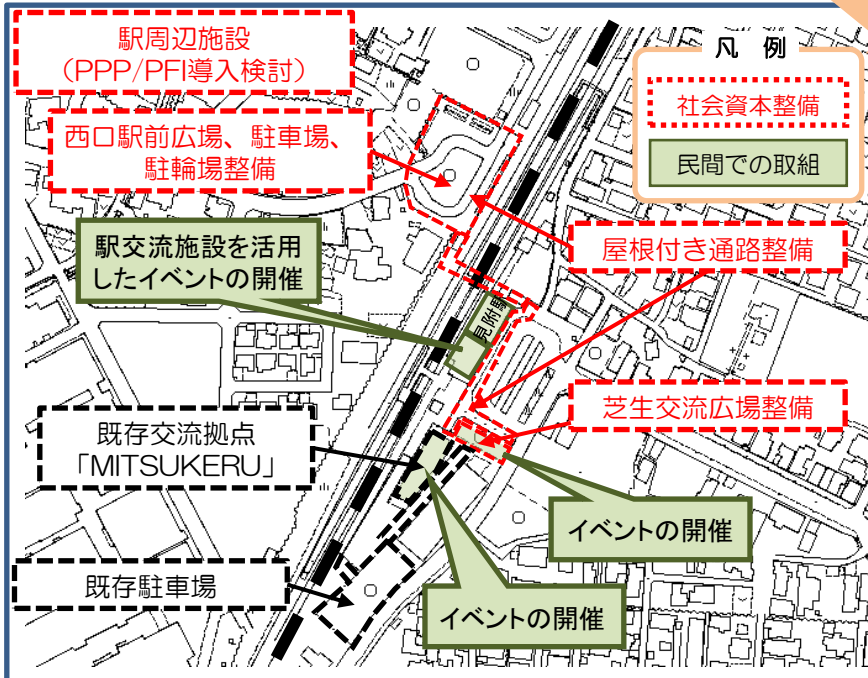 駅周辺施設
（PPP/PFI導入検討）
凡 例
社会資本整備
民間での取組
西口駅前広場、駐車場、
駐輪場整備
駅交流施設を活用
したイベントの開催
屋根付き通路整備
見附駅
芝生交流広場整備
既存交流拠点
「MITSUKERU」
イベントの開催
既存駐車場
イベントの開催